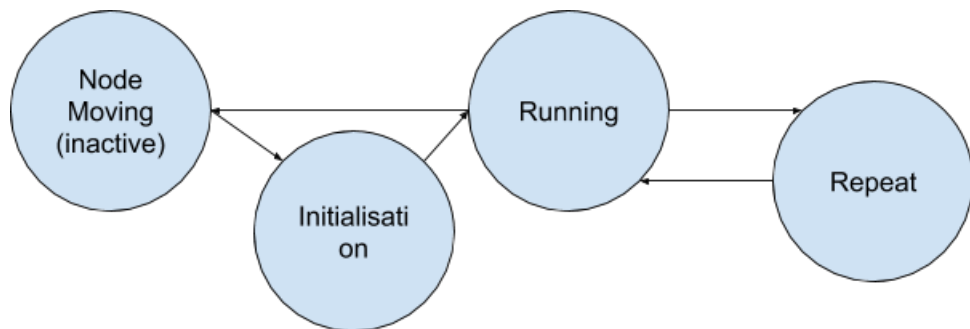 Node
Moving
(inactive)
Initialisati
on
Running
Repeat